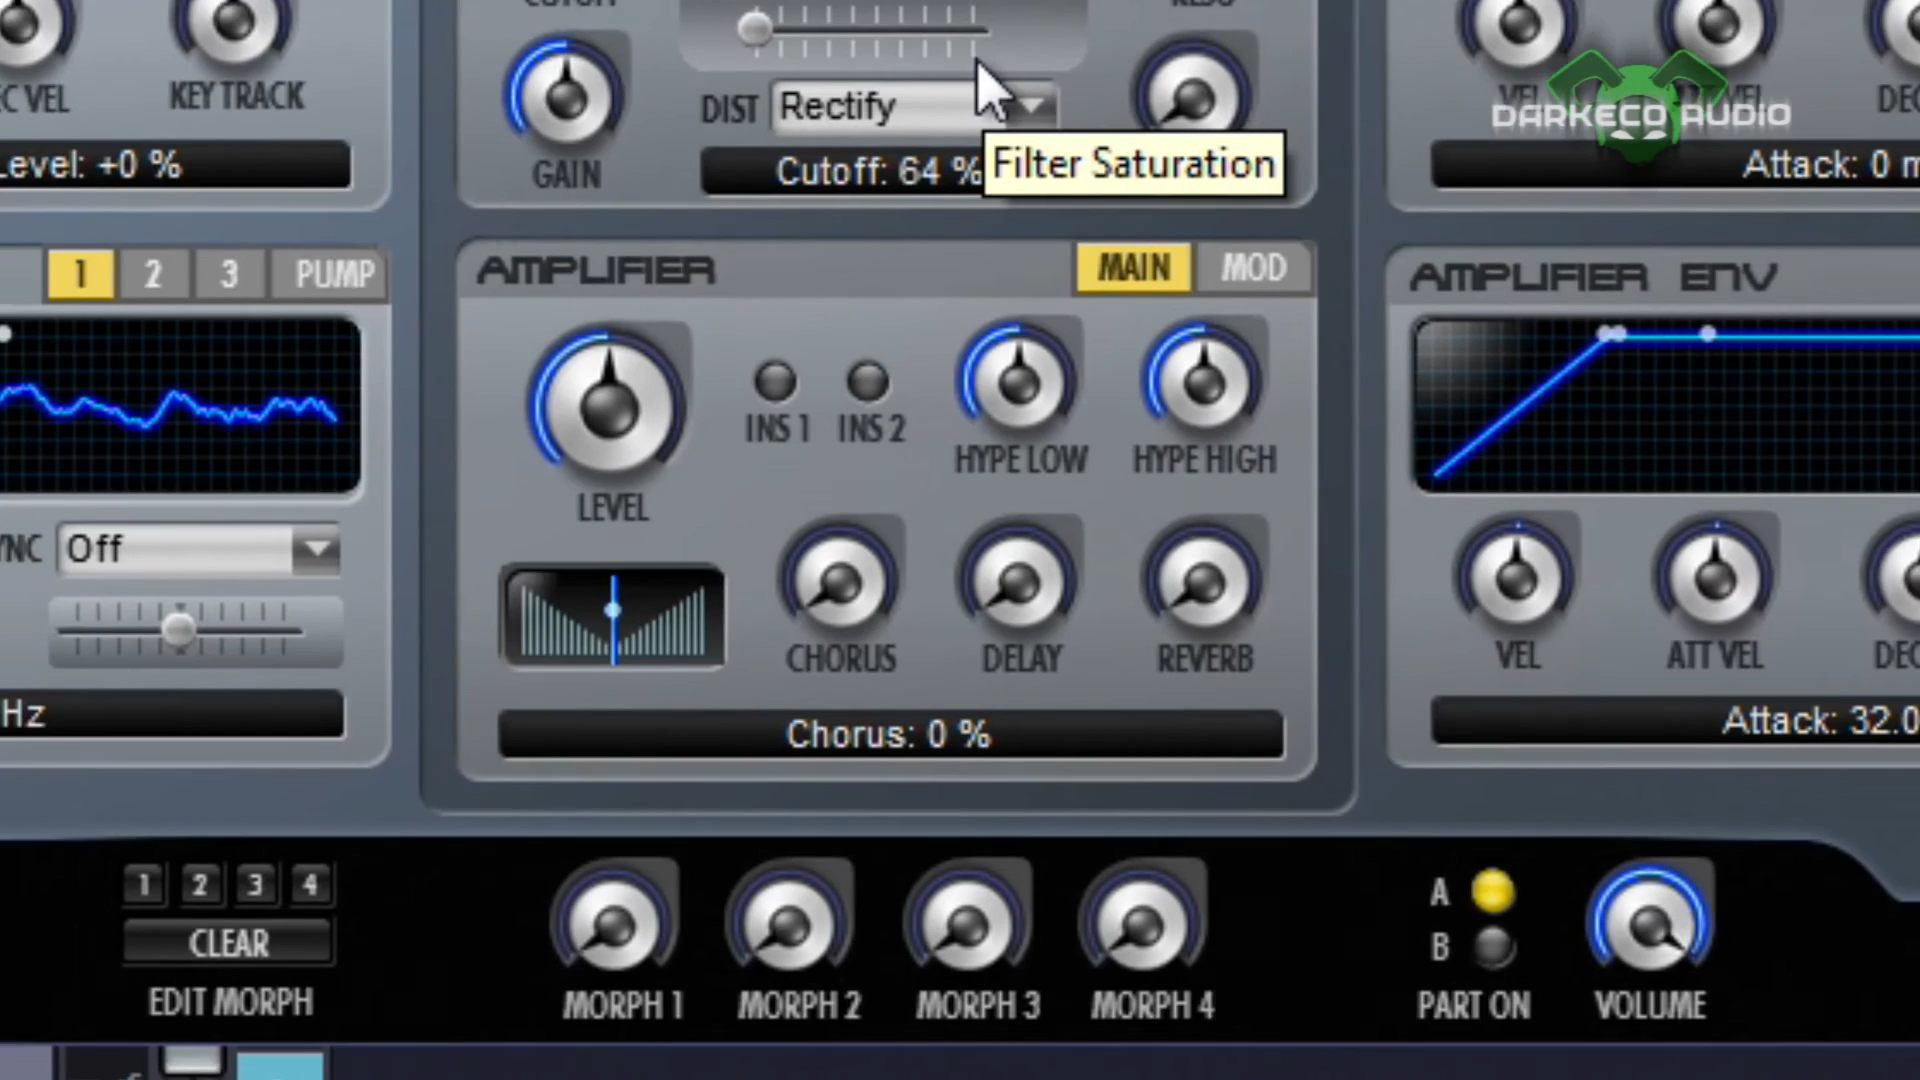 KEY TRACK
Level: +0 %
GAIN
DIST
Rectify
Cutoff: 64 %
Filter Saturation
DARKECO AUDIO
Attack: 0
1
2
3
PUMP
AMPLIFIER
MAIN
MOD
AMPLIFIER ENV
LEVEL
INS 1
INS 2
HYPE LOW
HYPE HIGH
Off
CHORUS
DELAY
REVERB
VEL
ATT VEL
Hz
Chorus: 0 %
Attack: 32.0
1
2
3
4
CLEAR
EDIT MORPH
MORPH 1
MORPH 2
MORPH 3
MORPH 4
A
B
PART ON
VOLUME